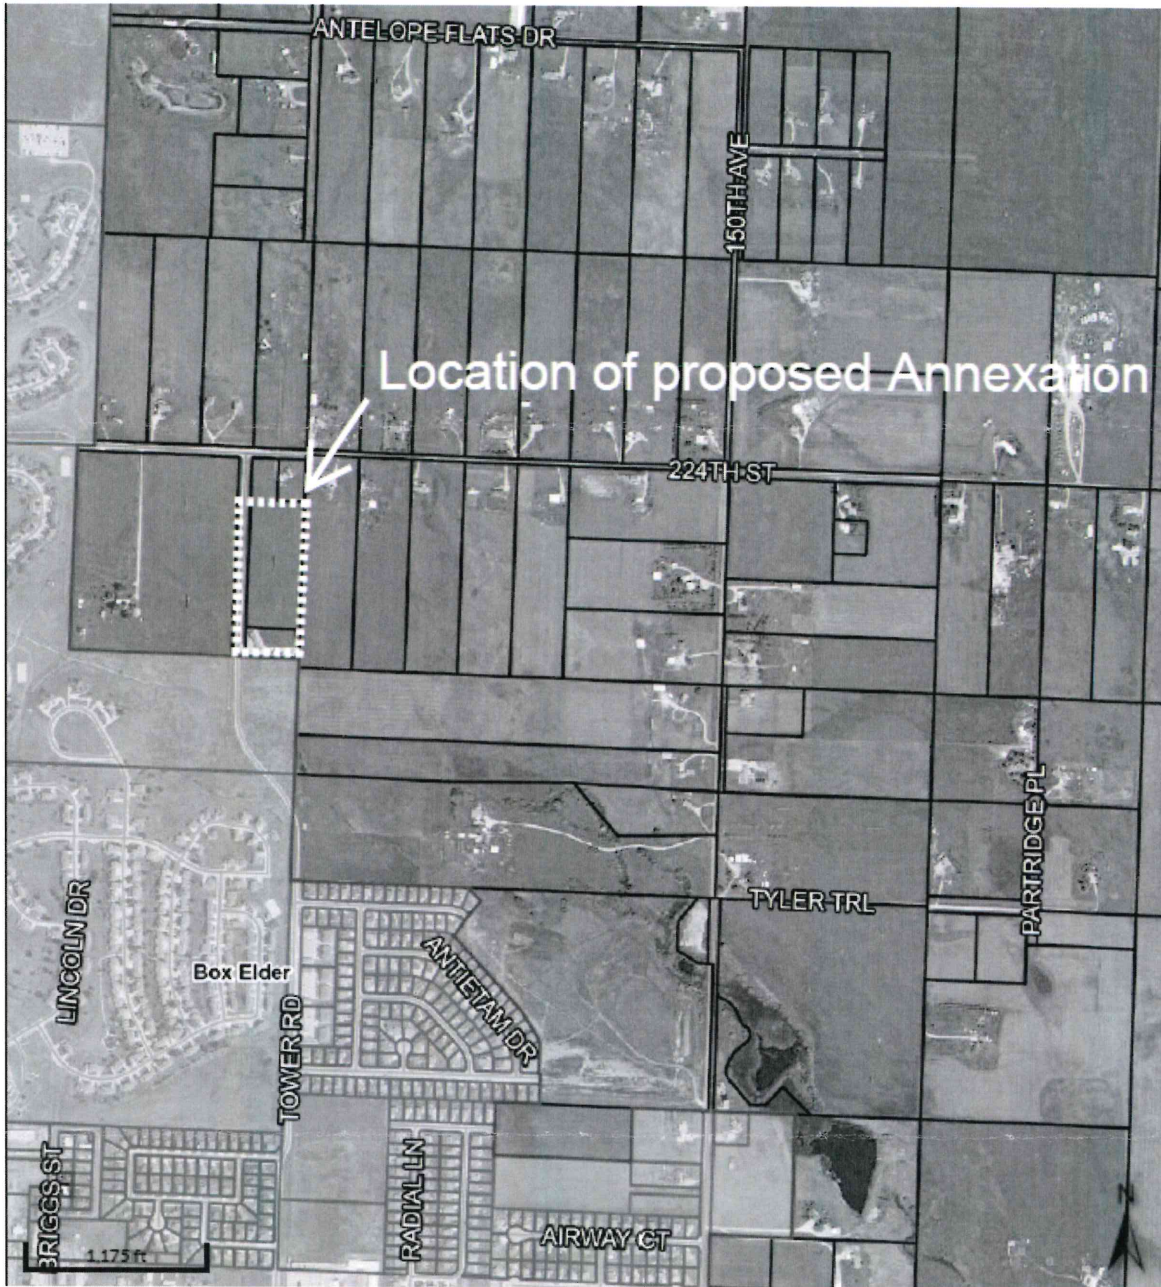 ANTELOPE FLATS DR
150TH AVE
Location of proposed Annexation
224TH ST
PARTRIDGE PL
TYLER TRL
LINCOLN DR
ANTIETAM DR
Box Elder
TOWER RD
BRIGGS ST
RADIAL LN
AIRWAY CT
1,175 ft
N